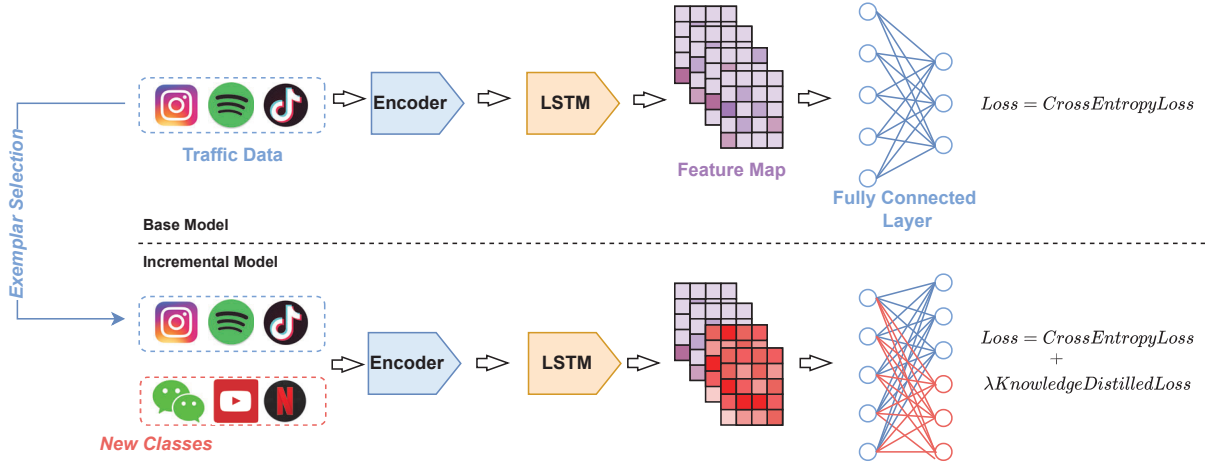 Encoder
LSTM
Loss = CrossEntropyLoss
Traffic Data
Feature Map
Fully Connected
Layer
Exemplar Selection
Base Model
Incremental Model
Encoder
LSTM
Loss = CrossEntropyLoss
+
λKnowledgeDistilledLoss
N
New Classes